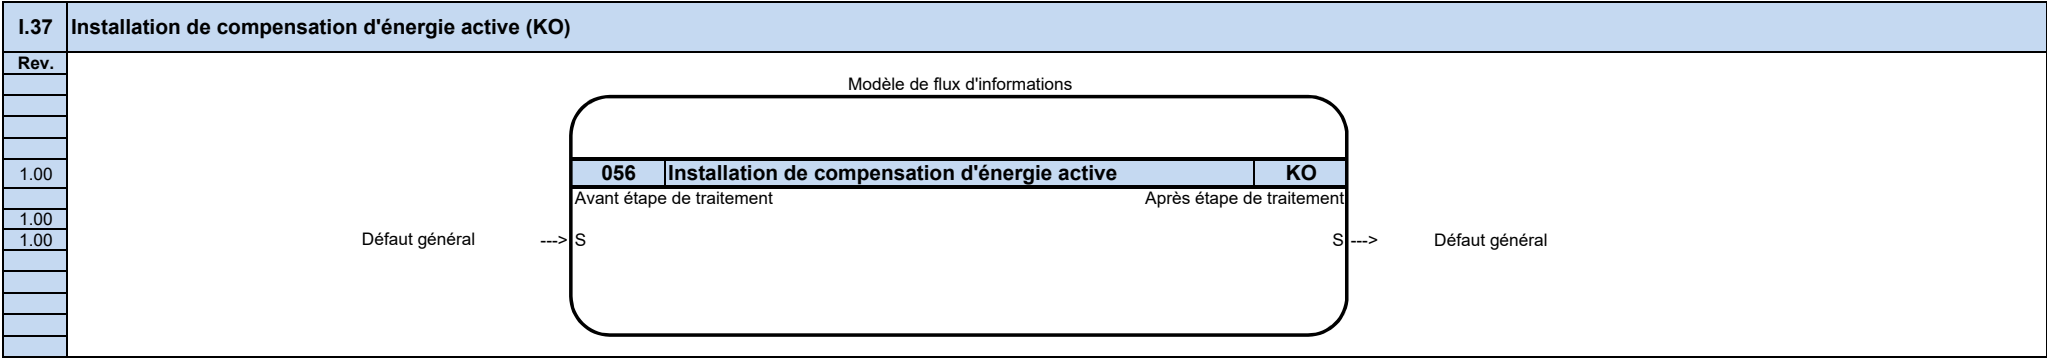 I.37 Installation de compensation d'énergie active (KO)
Rev.
Modèle de flux d'informations
1.00 056 Installation de compensation d'énergie active KO
Avant étape de traitement Après étape de traitement
1.00
1.00 Défaut général ---> S S ---> Défaut général